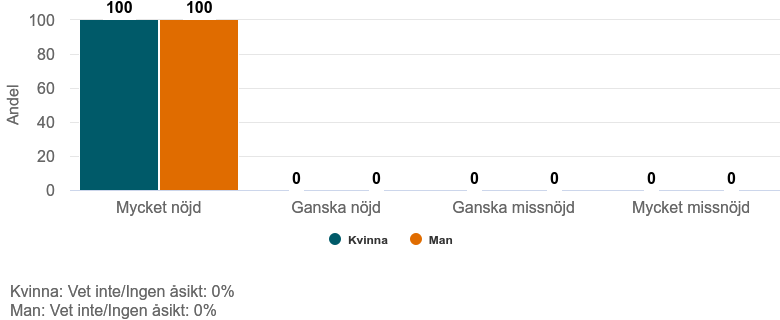 100 100
100
80
60
40
20
0
Andel
0 0 0 0 0 0
Mycket nöjd Ganska nöjd Ganska missnöjd Mycket missnöjd
Kvinna Man
Kvinna: Vet inte/Ingen åsikt: 0%
Man: Vet inte/Ingen åsikt: 0%